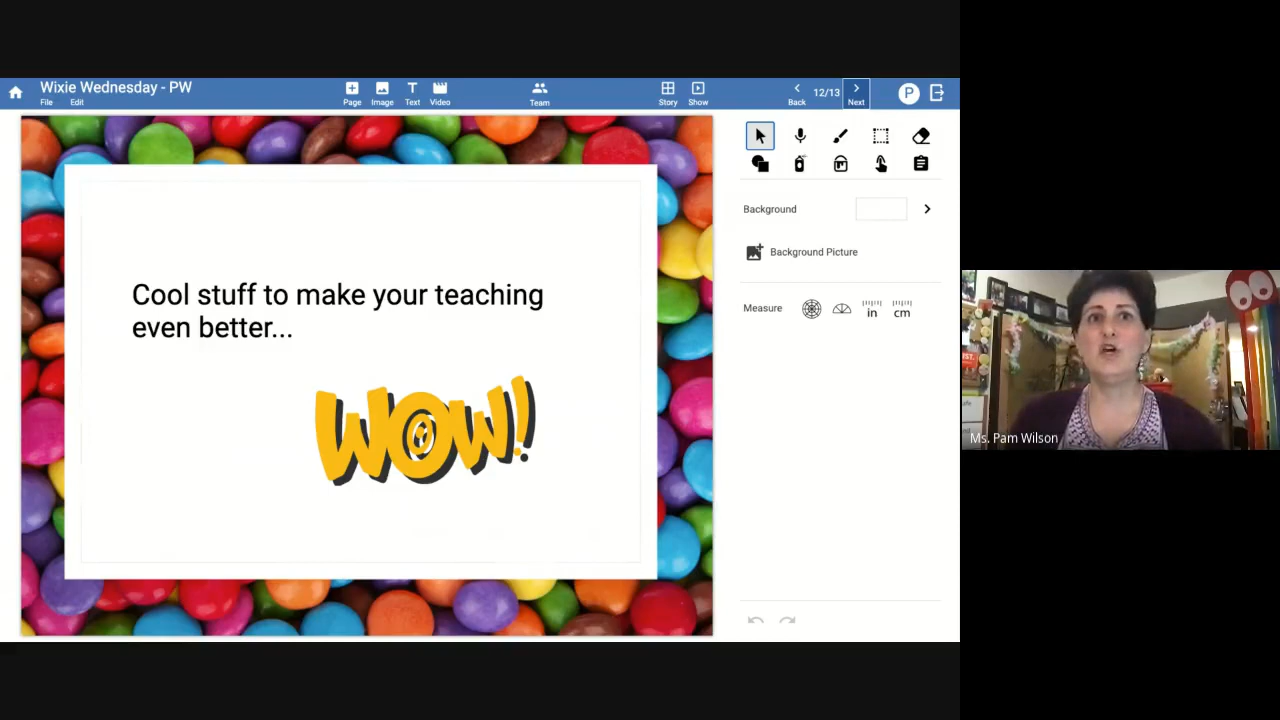 Wixie Wednesday - PW
File Edit
Page Image Text Video
Team
Story Show
Back 12/13 Next
P
Background
Background Picture
Measure in cm
Cool stuff to make your teaching
even better...
WOW!
Ms. Pam Wilson